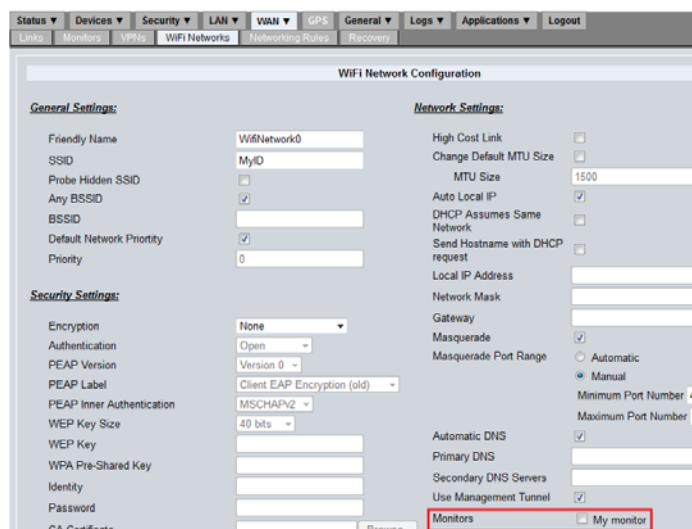 Status ▼ Devices ▼ Security ▼ LAN ▼ WAN ▼ GPS General ▼ Logs ▼ Applications ▼ Logout
Links Monitors VPNs WiFi Networks Networking Rules Recovery
WiFi Network Configuration
General Settings:
Friendly Name WifiNetwork0
SSID MyID
Probe Hidden SSID
Any BSSID
BSSID
Default Network Priortity
Priority 0
Security Settings:
Encryption None
Authentication Open
PEAP Version Version 0
PEAP Label Client EAP Encryption (old)
PEAP Inner Authentication MSCHAPv2
WEP Key Size 40 bits
WEP Key
WPA Pre-Shared Key
Identity
Password
Network Settings:
High Cost Link
Change Default MTU Size
MTU Size 1500
Auto Local IP
DHCP Assumes Same
Network
Send Hostname with DHCP
request
Local IP Address
Network Mask
Gateway
Masquerade
Masquerade Port Range Automatic
Manual
Minimum Port Number 4
Maximum Port Number
Automatic DNS
Primary DNS
Secondary DNS Servers
Use Management Tunnel
Monitors My monitor